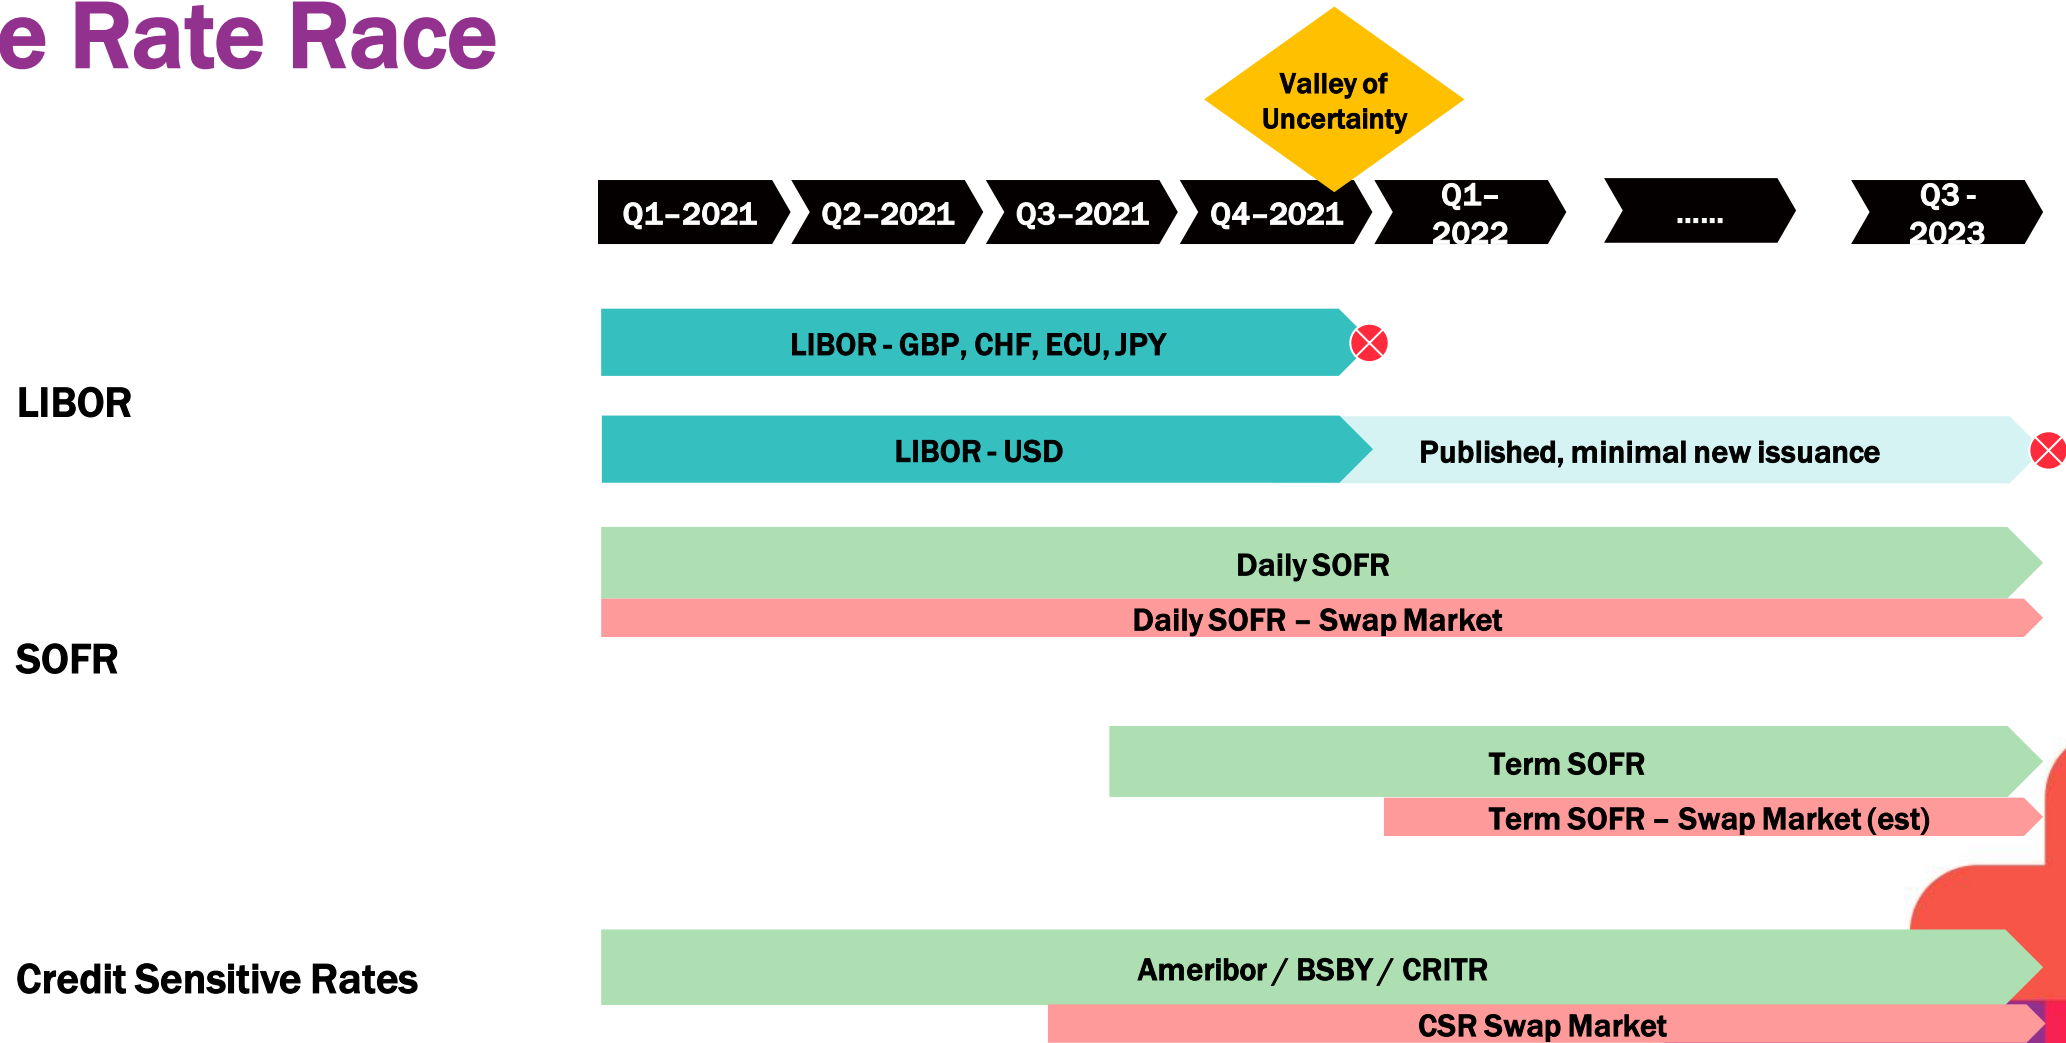 e Rate Race
Valley of
Uncertainty
Q1–2021
Q2–2021
Q3–2021
Q4–2021
Q1–
2022
......
Q3 -
2023
LIBOR
LIBOR - GBP, CHF, ECU, JPY
LIBOR - USD
Published, minimal new issuance
SOFR
Daily SOFR
Daily SOFR – Swap Market
Term SOFR
Term SOFR – Swap Market (est)
Credit Sensitive Rates
Ameribor / BSBY / CRITR
CSR Swap Market